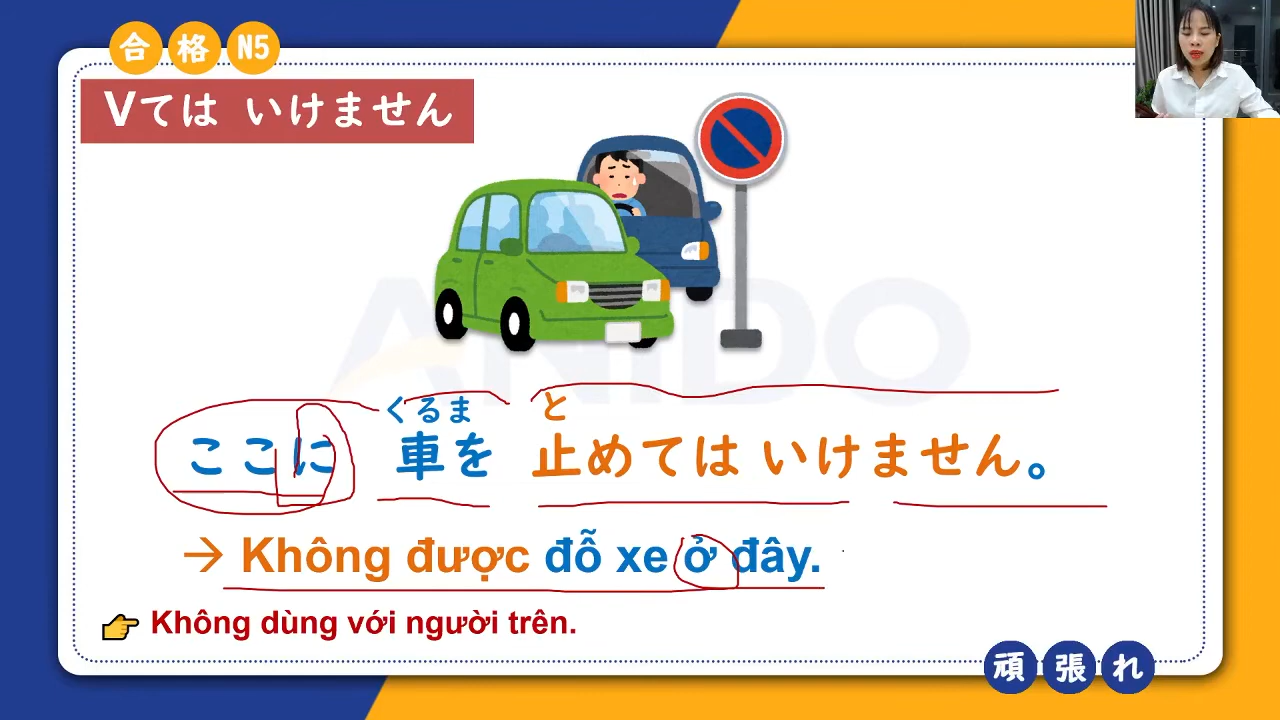 合格 N5
Vては いけません
ANIDO
くるま と
ここに 車を 止めては いけません。
→ Không được đỗ xe ở đây.
Không dùng với người trên.
頑張れ